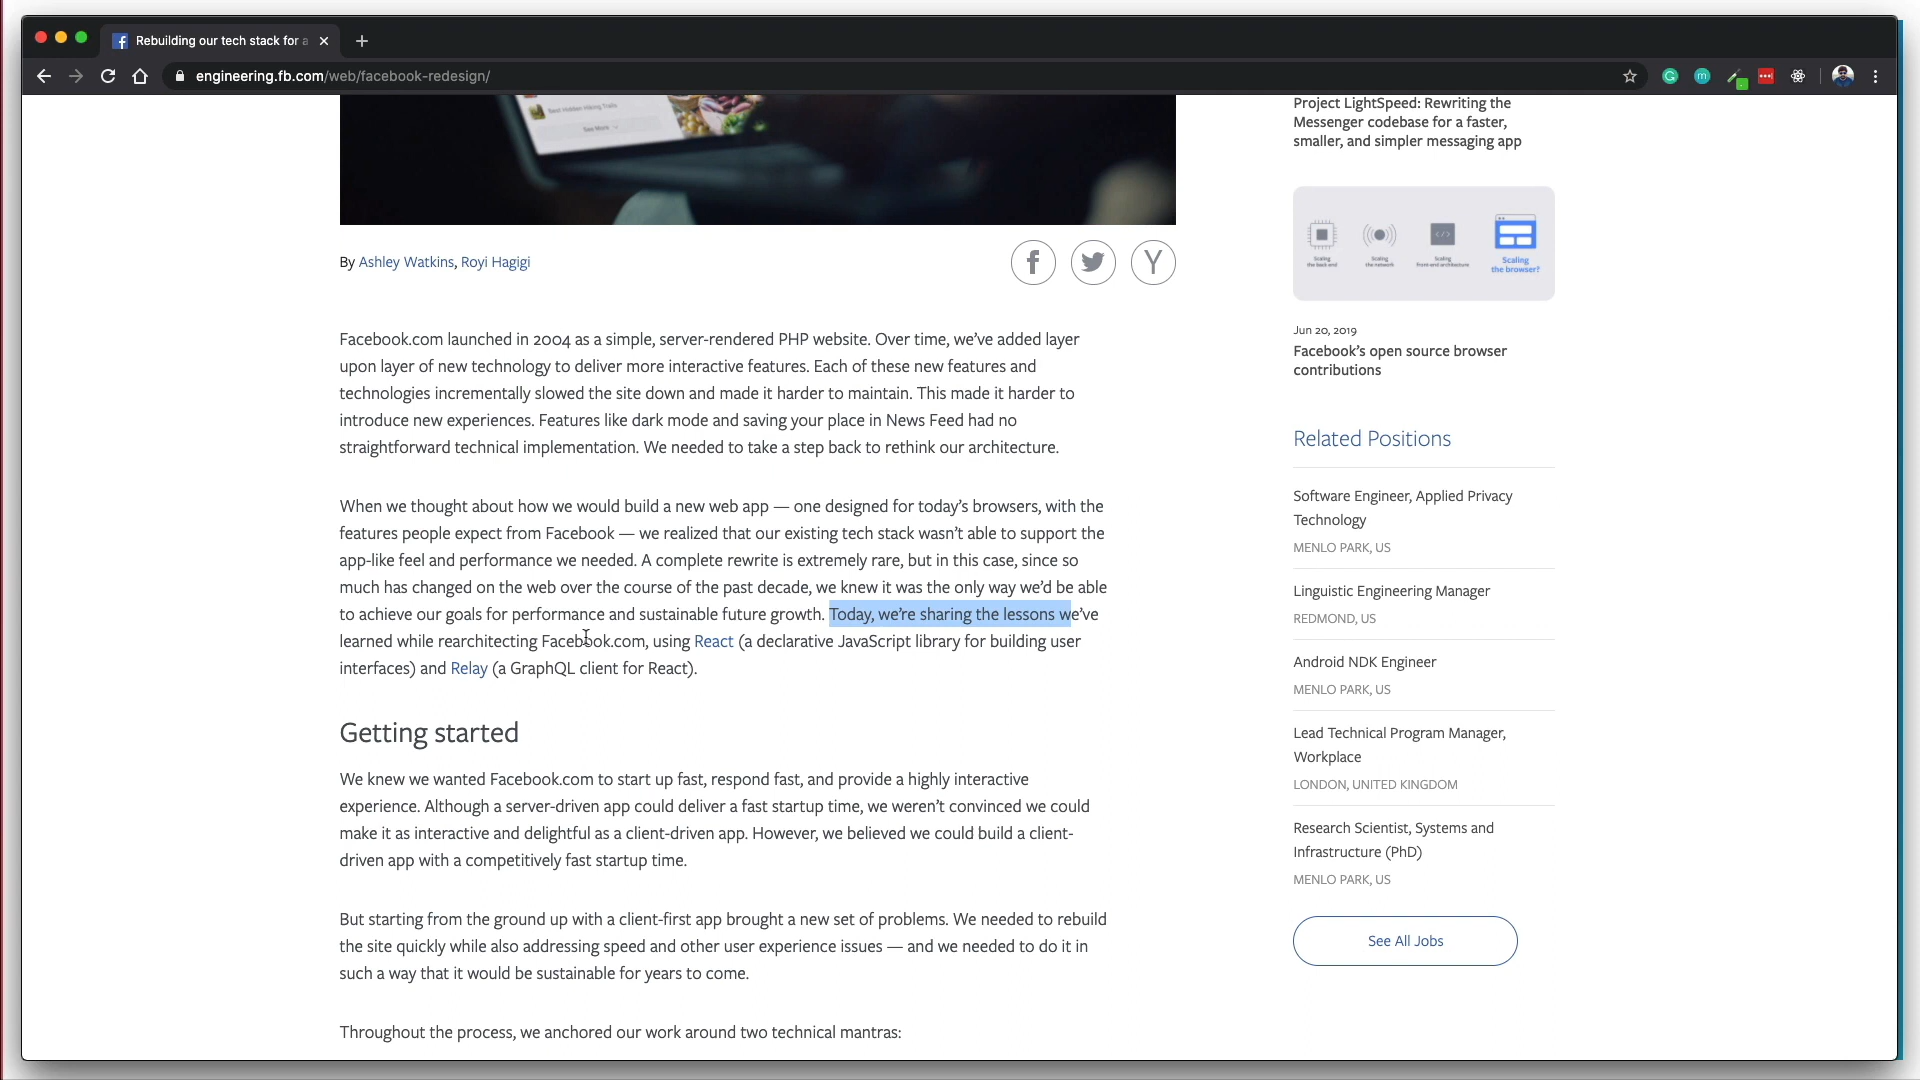 Rebuilding our tech stack for a
engineering.fb.com/web/facebook-redesign/
Best Hidden Hiking Trails
See More
By Ashley Watkins, Royi Hagigi
Facebook.com launched in 2004 as a simple, server-rendered PHP website. Over time, we’ve added layer
upon layer of new technology to deliver more interactive features. Each of these new features and
technologies incrementally slowed the site down and made it harder to maintain. This made it harder to
introduce new experiences. Features like dark mode and saving your place in News Feed had no
straightforward technical implementation. We needed to take a step back to rethink our architecture.
When we thought about how we would build a new web app — one designed for today’s browsers, with the
features people expect from Facebook — we realized that our existing tech stack wasn’t able to support the
app-like feel and performance we needed. A complete rewrite is extremely rare, but in this case, since so
much has changed on the web over the course of the past decade, we knew it was the only way we’d be able
to achieve our goals for performance and sustainable future growth. Today, we’re sharing the lessons we’ve
learned while rearchitecting Facebook.com, using React (a declarative JavaScript library for building user
interfaces) and Relay (a GraphQL client for React).
Getting started
We knew we wanted Facebook.com to start up fast, respond fast, and provide a highly interactive
experience. Although a server-driven app could deliver a fast startup time, we weren’t convinced we could
make it as interactive and delightful as a client-driven app. However, we believed we could build a client-
driven app with a competitively fast startup time.
But starting from the ground up with a client-first app brought a new set of problems. We needed to rebuild
the site quickly while also addressing speed and other user experience issues — and we needed to do it in
such a way that it would be sustainable for years to come.
Throughout the process, we anchored our work around two technical mantras:
Project LightSpeed: Rewriting the
Messenger codebase for a faster,
smaller, and simpler messaging app
Scaling
the back end
Scaling
the network
Scaling
front-end architecture
Scaling
the browser?
Jun 20, 2019
Facebook’s open source browser
contributions
Related Positions
Software Engineer, Applied Privacy
Technology
MENLO PARK, US
Linguistic Engineering Manager
REDMOND, US
Android NDK Engineer
MENLO PARK, US
Lead Technical Program Manager,
Workplace
LONDON, UNITED KINGDOM
Research Scientist, Systems and
Infrastructure (PhD)
MENLO PARK, US
See All Jobs